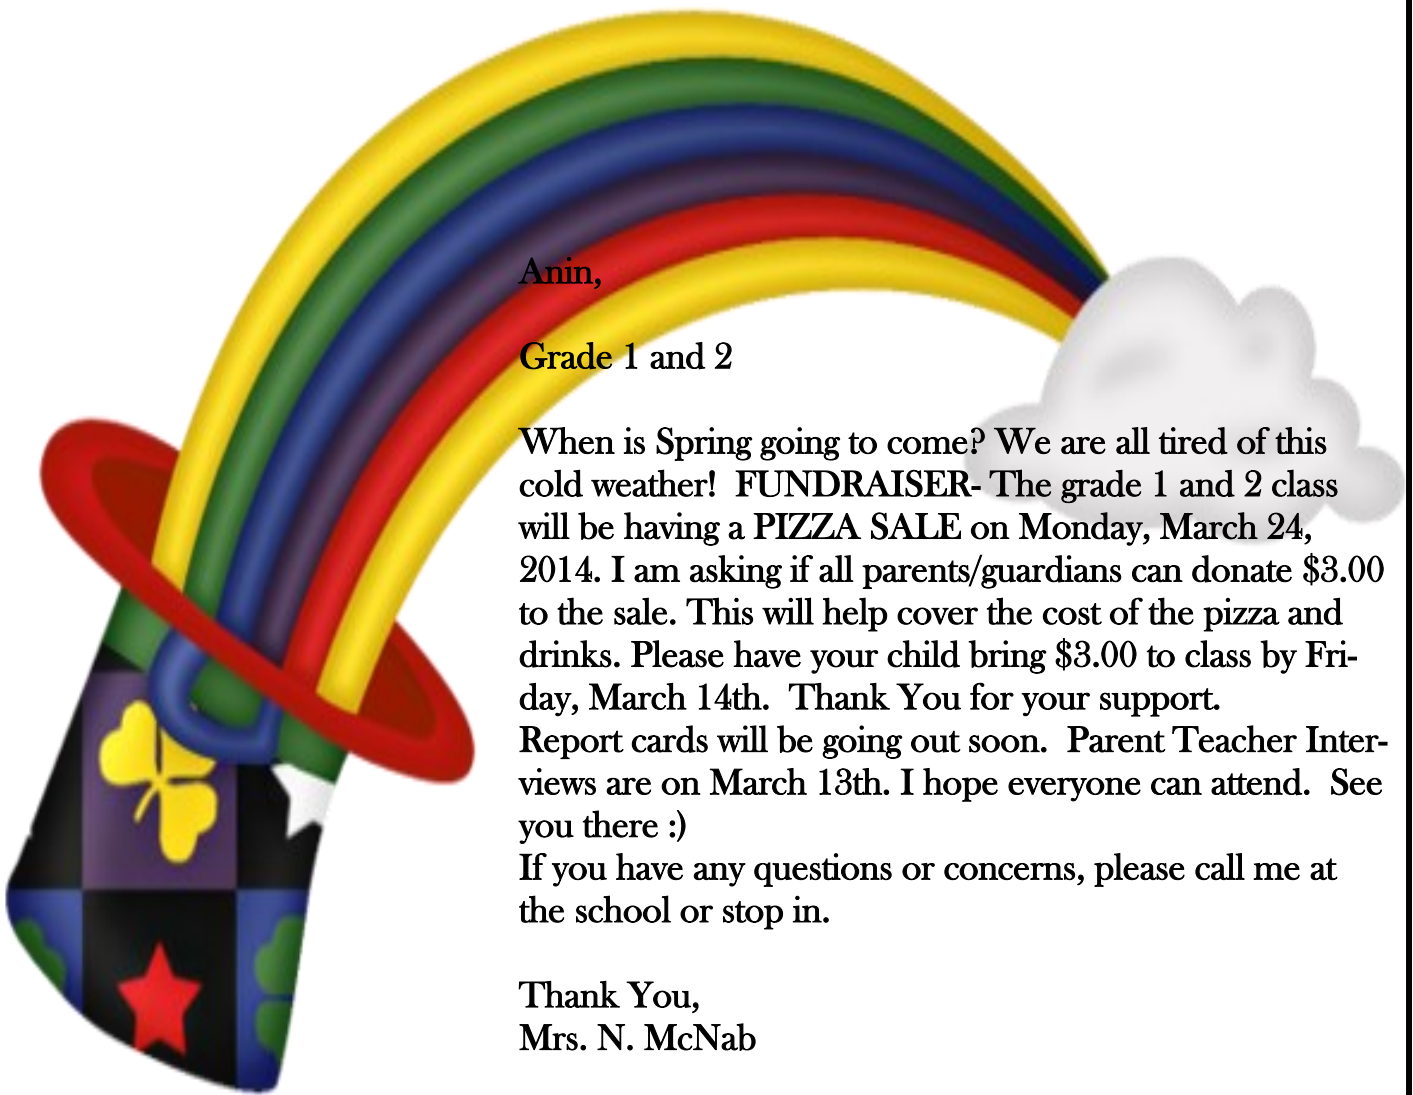 Anin,
Grade 1 and 2
When is Spring going to come? We are all tired of this
cold weather!  FUNDRAISER- The grade 1 and 2 class
will be having a PIZZA SALE on Monday, March 24,
2014. I am asking if all parents/guardians can donate $3.00
to the sale. This will help cover the cost of the pizza and
drinks. Please have your child bring $3.00 to class by Fri-
day, March 14th.  Thank You for your support.
Report cards will be going out soon.  Parent Teacher Inter-
views are on March 13th. I hope everyone can attend.  See
you there :)
If you have any questions or concerns, please call me at
the school or stop in.
Thank You,
Mrs. N. McNab